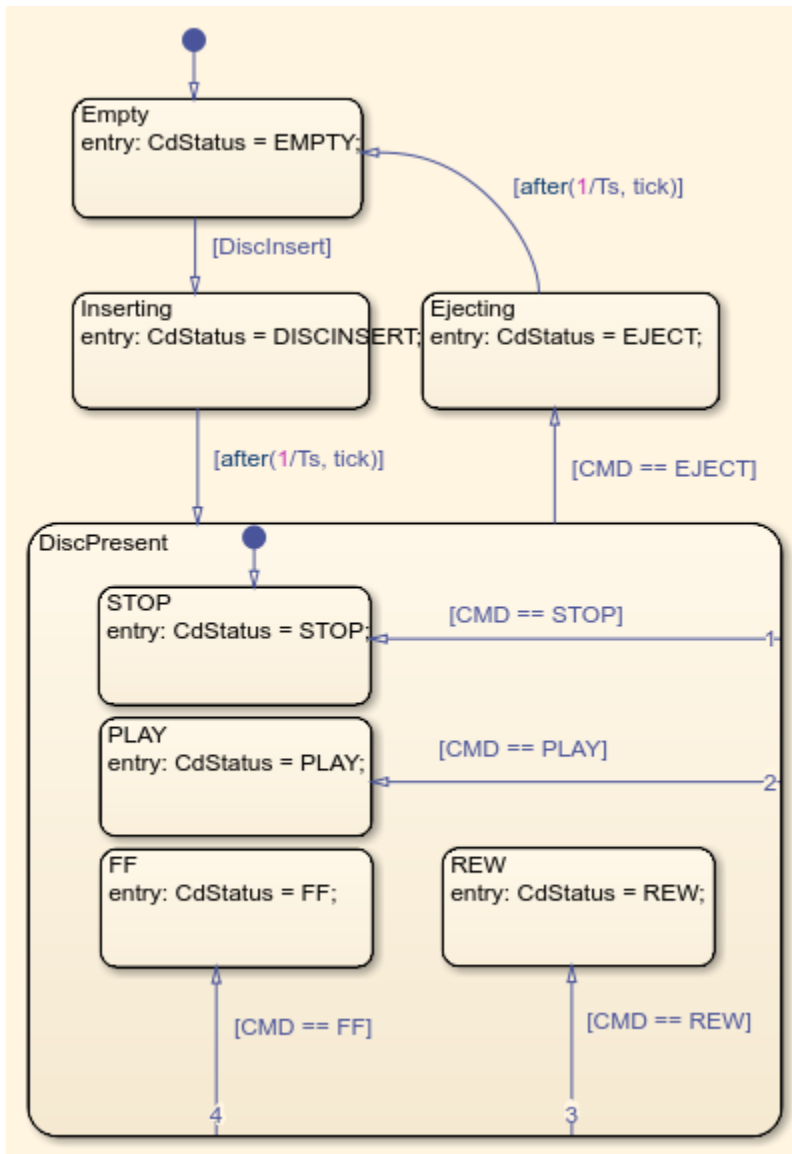 Empty
entry: CdStatus = EMPTY;
[after(1/Ts, tick)]
[DiscInsert]
Inserting
entry: CdStatus = DISCINSERT;
Ejecting
entry: CdStatus = EJECT;
[after(1/Ts, tick)]
[CMD == EJECT]
DiscPresent
STOP
entry: CdStatus = STOP;
[CMD == STOP]
1
PLAY
entry: CdStatus = PLAY;
[CMD == PLAY]
2
FF
entry: CdStatus = FF;
REW
entry: CdStatus = REW;
[CMD == FF]
[CMD == REW]
4
3